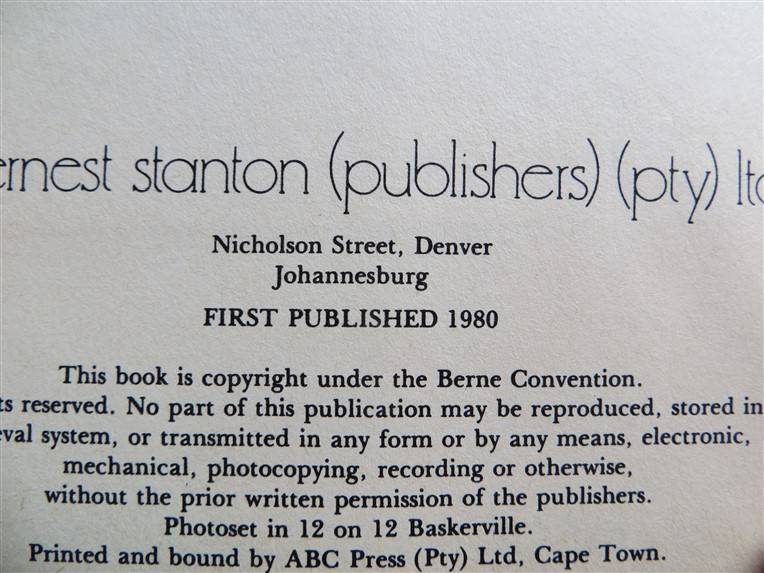 ernest stanton (publishers) (pty) ltd
Nicholson Street, Denver
Johannesburg
FIRST PUBLISHED 1980
This book is copyright under the Berne Convention.
ts reserved. No part of this publication may be reproduced, stored in
eval system, or transmitted in any form or by any means, electronic,
mechanical, photocopying, recording or otherwise,
without the prior written permission of the publishers.
Photoset in 12 on 12 Baskerville.
Printed and bound by ABC Press (Pty) Ltd, Cape Town.